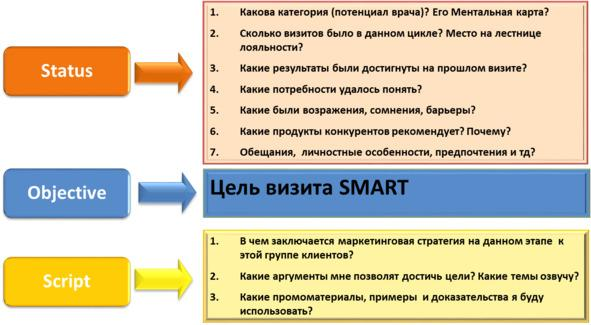 Status
1. Какова категория (потенциал врача)? Его Ментальная карта?
2. Сколько визитов было в данном цикле? Место на лестнице
лояльности?
3. Какие результаты были достигнуты на прошлом визите?
4. Какие потребности удалось понять?
5. Какие были возражения, сомнения, барьеры?
6. Какие продукты конкурентов рекомендует? Почему?
7. Обещания, личностные особенности, предпочтения и тд?
Objective
Цель визита SMART
Script
1. В чем заключается маркетинговая стратегия на данном этапе к
этой группе клиентов?
2. Какие аргументы мне позволят достичь цели? Какие темы озвучу?
3. Какие промоматериалы, примеры и доказательства я буду
использовать?